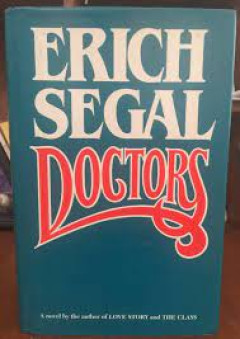 ERICH
SEGAL
DOCTORS
A novel by the author of LOVE STORY and THE CLASS